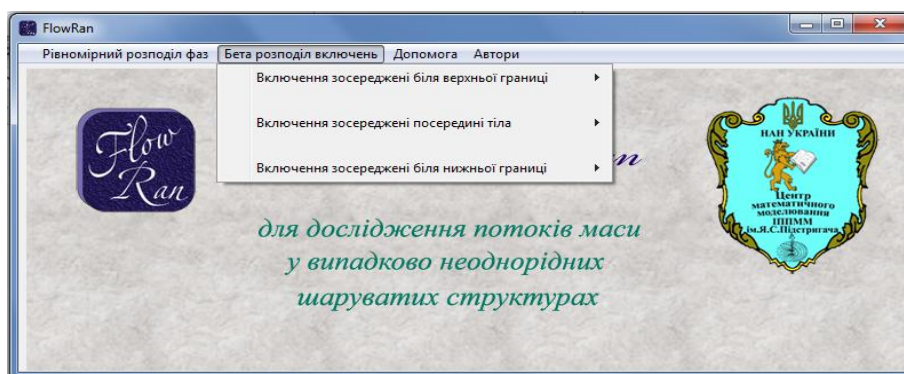 FlowRan
Рівномірний розподіл фаз Бета розподіл включень Допомога Автори
Включення зосереджені біля верхньої границі
Включення зосереджені посередині тіла
Включення зосереджені біля нижньої границі
Flow
Ran
для дослідження потоків маси
у випадково неоднорідних
шаруватих структурах
НАН УКРАЇНИ
Центр
математичного
моделювання
ІППММ
ім.Я.С.Підстригача